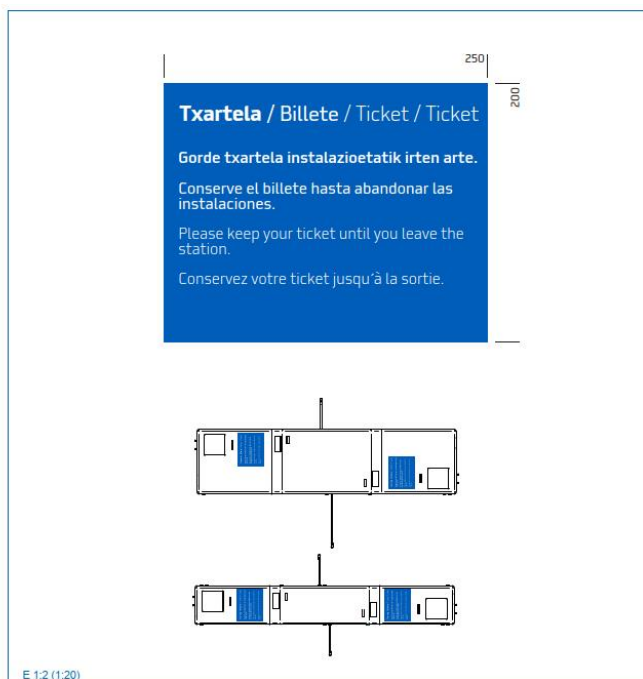 250
200
Txartela / Billete / Ticket / Ticket
Gorde txartela instalazioetatik irten arte.
Conserve el billete hasta abandonar las
instalaciones.
Please keep your ticket until you leave the
station.
Conservez votre ticket jusqu´à la sortie.
E 1:2 (1:20)